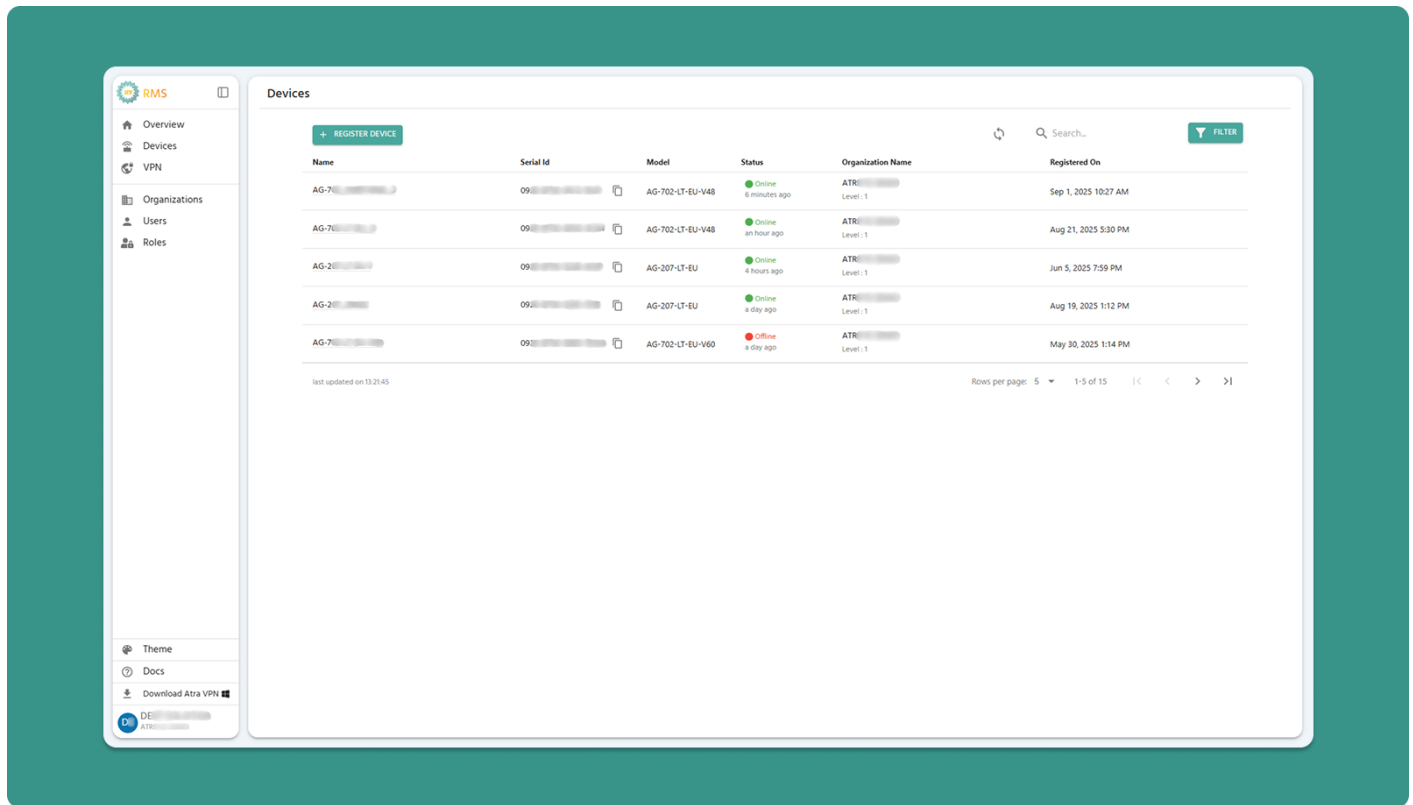 RMS
Overview
Devices
VPN
Organizations
Users
Roles
Theme
Docs
Download Atra VPN
Devices
+ REGISTER DEVICE
Search...
FILTER
Name Serial Id Model Status Organization Name Registered On
AG-702-LT-EU-V48 Online Sep 1, 2025 10:27 AM
6 minutes ago Level : 1
AG-702-LT-EU-V48 Online Aug 21, 2025 5:30 PM
an hour ago Level : 1
AG-207-LT-EU Online Jun 5, 2025 7:59 PM
4 hours ago Level : 1
AG-207-LT-EU Online Aug 19, 2025 1:12 PM
a day ago Level : 1
AG-702-LT-EU-V60 Offline May 30, 2025 1:14 PM
a day ago Level : 1
last updated on 13:21:45 Rows per page: 5 1-5 of 15